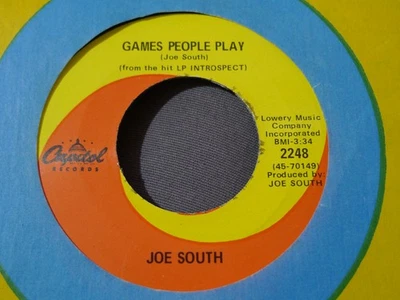 GAMES PEOPLE PLAY
(Joe South)
(from the hit LP INTROSPECT)
Lowery Music
Company
Incorporated
BMI-3:34
2248
(45-70149)
Produced by:
JOE SOUTH
Capitol
RECORDS
JOE SOUTH